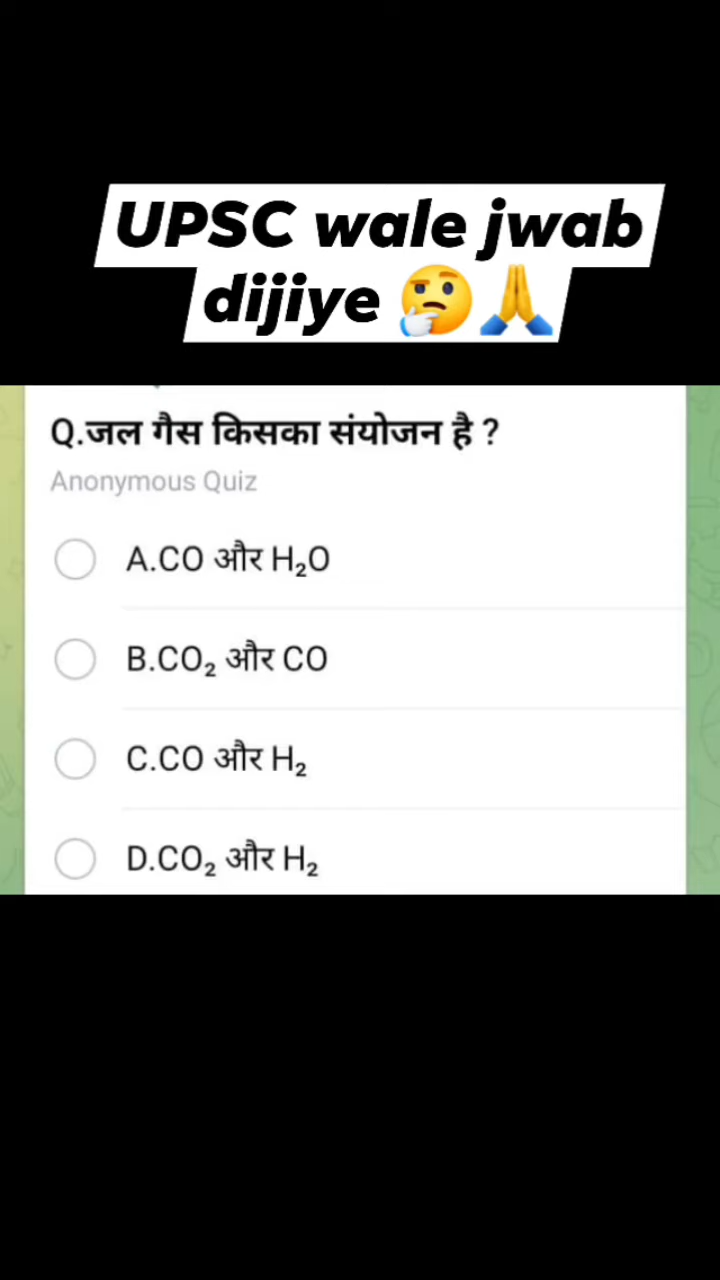 UPSC wale jwab
dijiye 🤔🙏
Q.जल गैस किसका संयोजन है ?
Anonymous Quiz
A.CO और H₂O
B.CO₂ और CO
C.CO और H₂
D.CO₂ और H₂